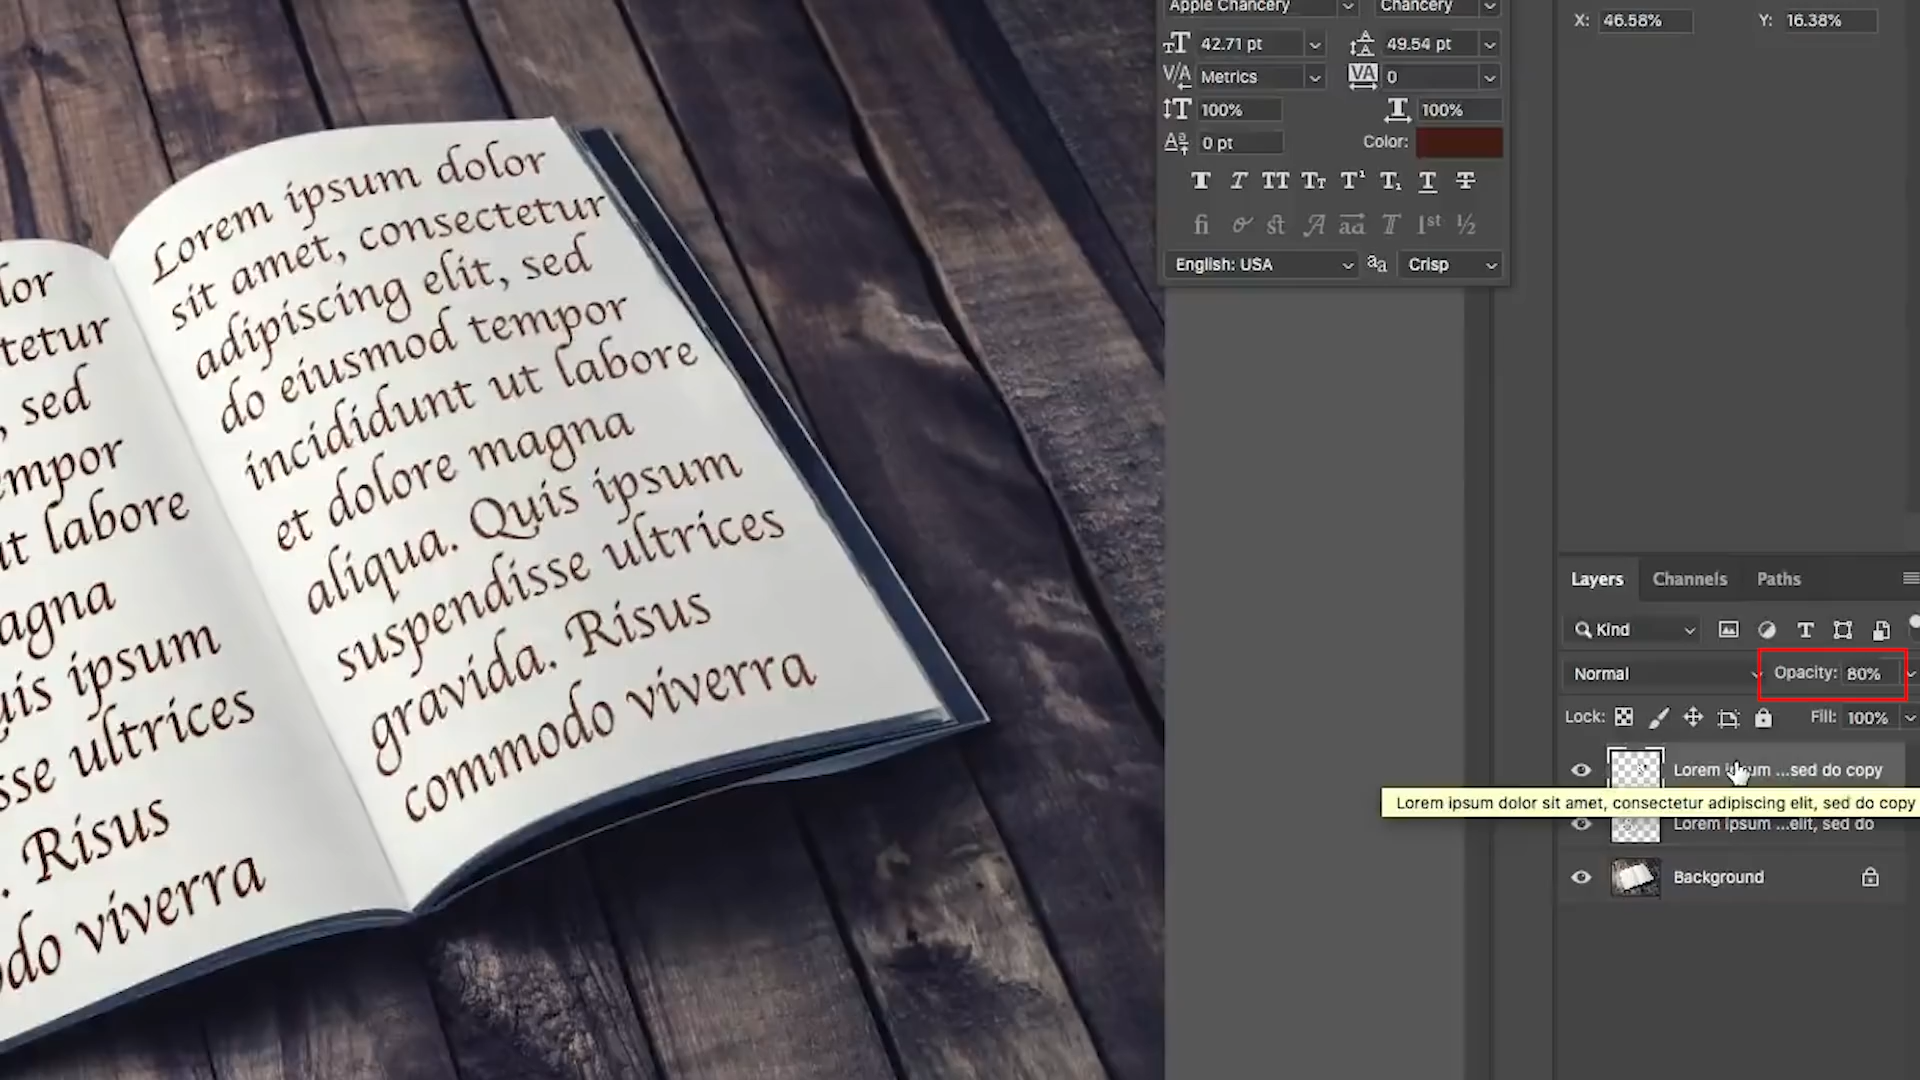 Apple Chancery
Chancery
42.71 pt
49.54 pt
Metrics
0
100%
100%
0 pt
Color:
English: USA
Crisp
X: 46.58%
Y: 16.38%
lor
tetur
, sed
empor
ut labore
agna
uis ipsum
sse ultrices
. Risus
odo viverra
Lorem ipsum dolor
sit amet, consectetur
adipiscing elit, sed
do eiusmod tempor
incididunt ut labore
et dolore magna
aliqua. Quis ipsum
suspendisse ultrices
gravida. Risus
commodo viverra
Layers
Channels
Paths
Kind
Normal
Opacity: 80%
Lock:
Fill: 100%
Lorem ipsum ...sed do copy
Lorem ipsum dolor sit amet, consectetur adipiscing elit, sed do copy
Lorem ipsum ...elit, sed do
Background